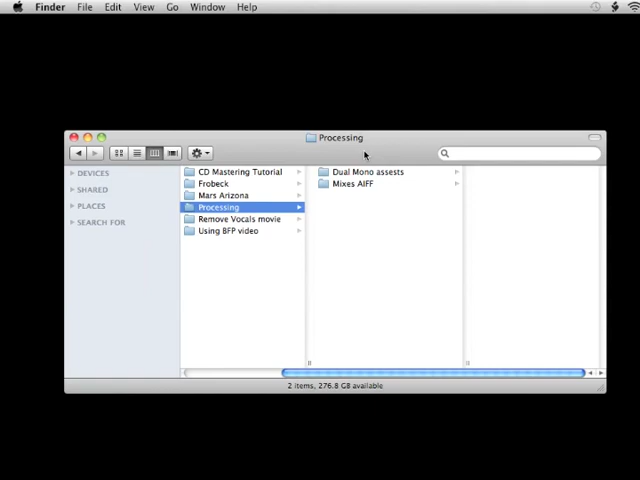 Finder File Edit View Go Window Help
Processing
DEVICES
SHARED
PLACES
SEARCH FOR
CD Mastering Tutorial
Frobeck
Mars Arizona
Processing
Remove Vocals movie
Using BFP video
Dual Mono assests
Mixes AIFF
2 items, 276.8 GB available